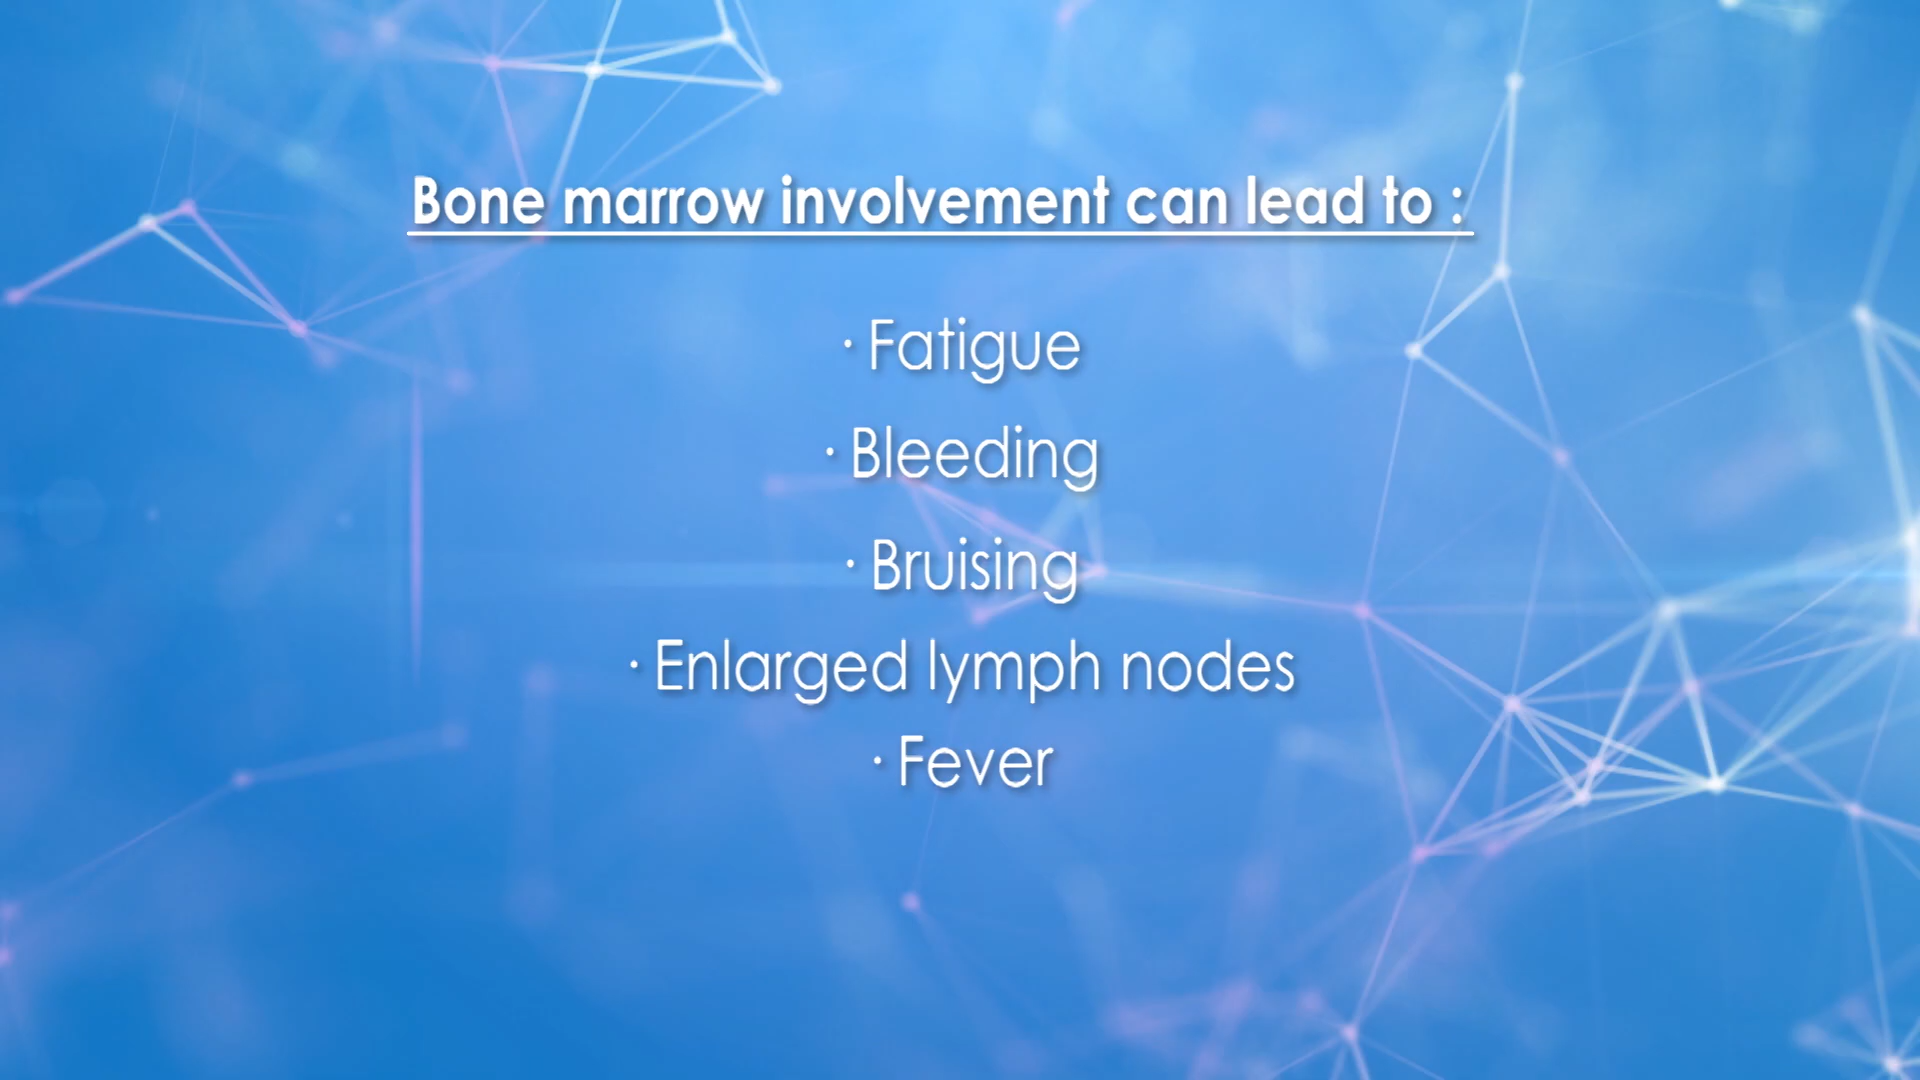 Bone marrow involvement can lead to :
· Fatigue
· Bleeding
· Bruising
· Enlarged lymph nodes
· Fever